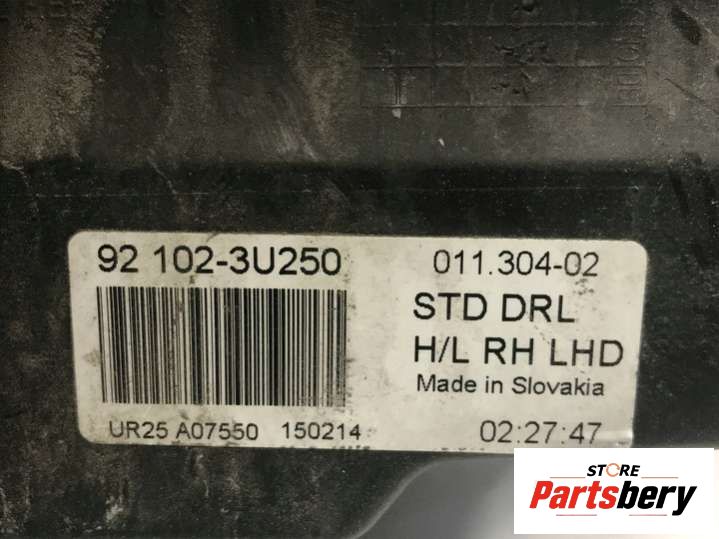 92 102-3U250
011.304-02
STD DRL
H/L RH LHD
Made in Slovakia
UR25 A07550 150214
02:27:47
STORE
Partsbery